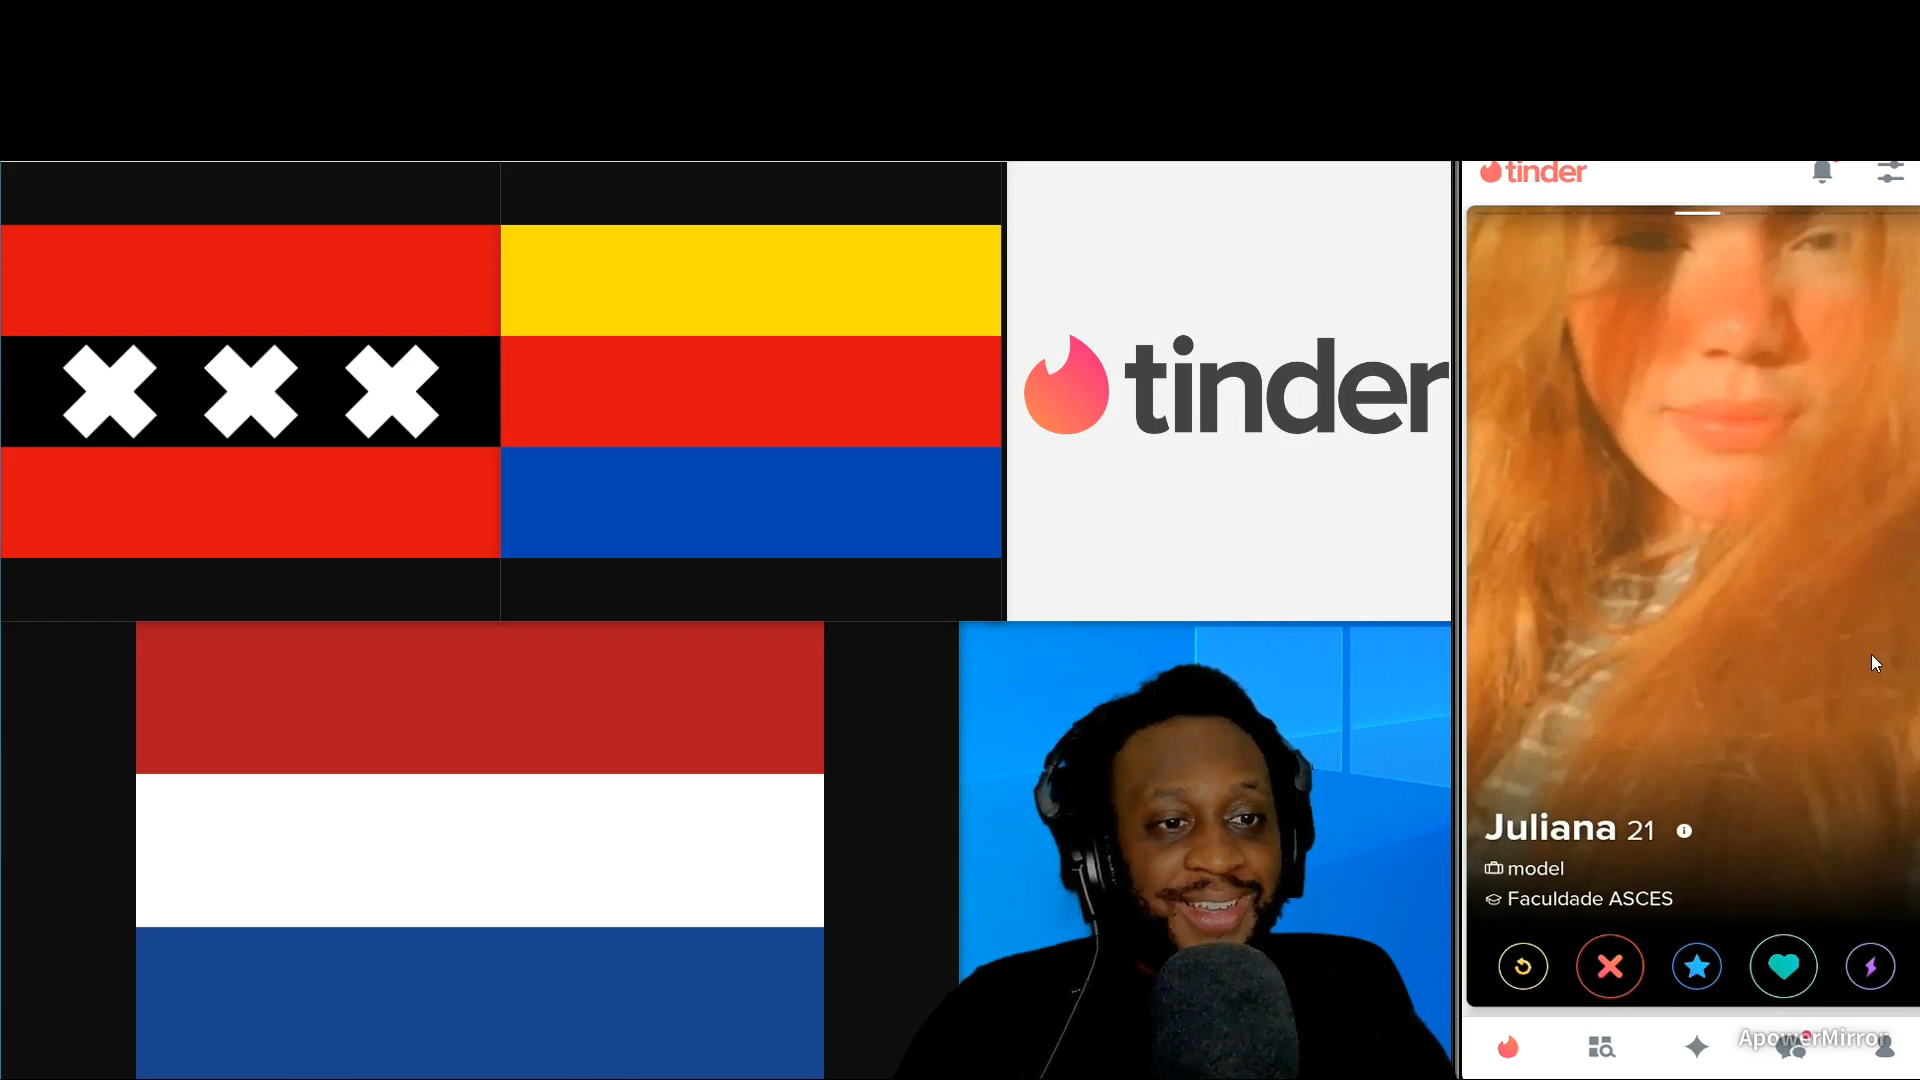 tinder
tinder
Juliana 21
model
Faculdade ASCES
ApowerMirror